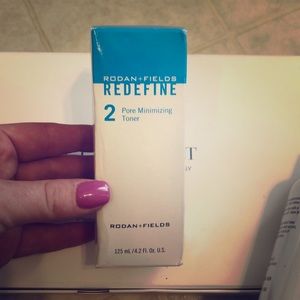 RODAN+FIELDS
REDEFINE
2 Pore Minimizing
Toner
RODAN+FIELDS
125 mL/4.2 Fl. Oz. U.S.